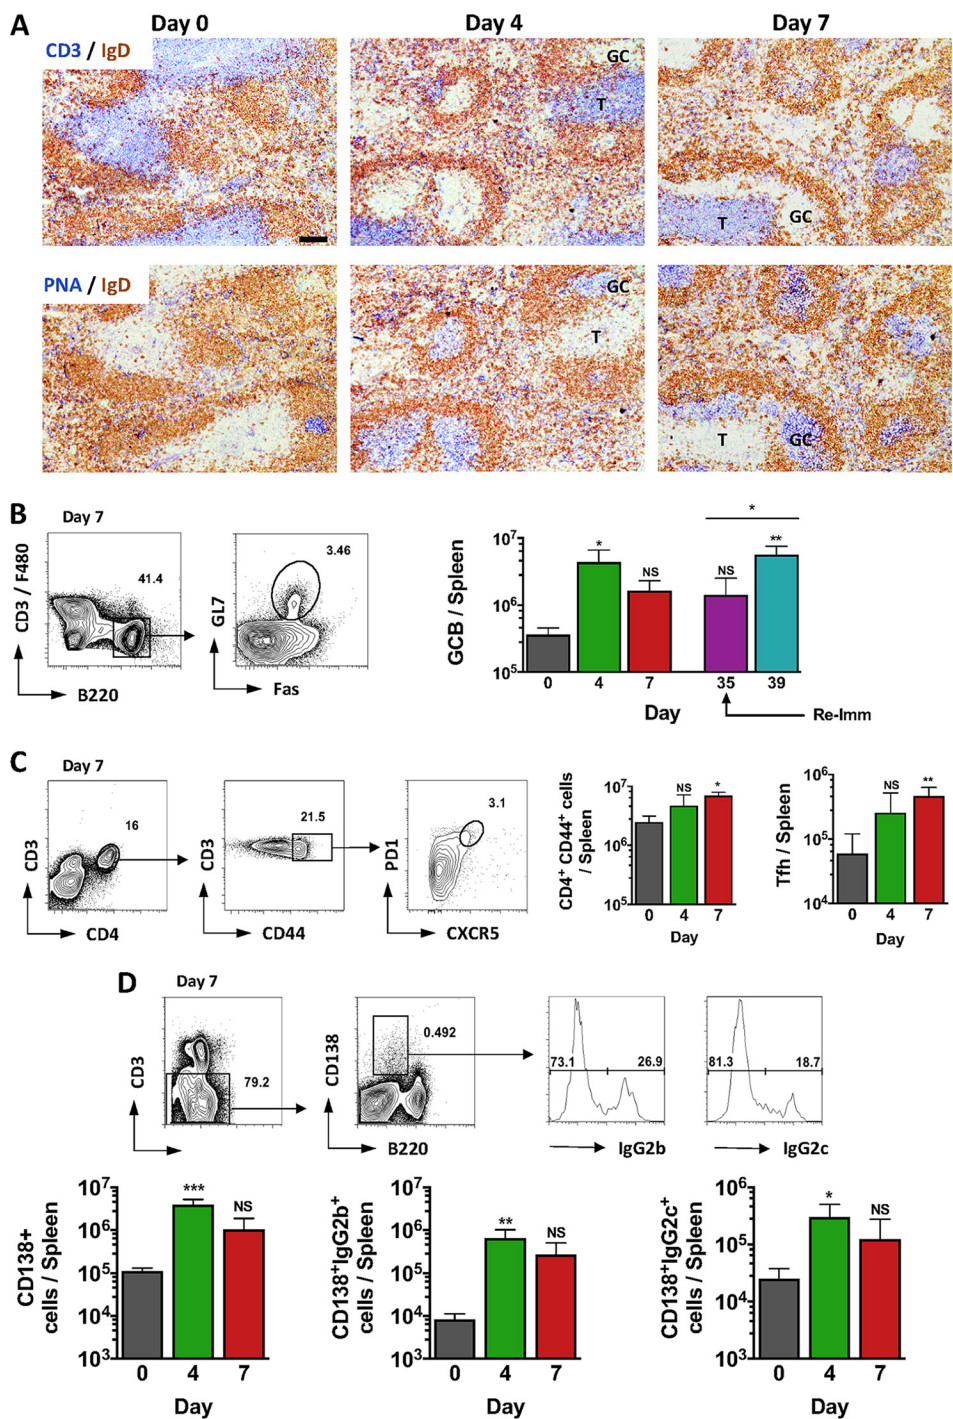 A
Day 0
Day 4
Day 7
CD3 / IgD
GC
T
T
GC
PNA / IgD
GC
T
T
GC
B
Day 7
CD3 / F480
41.4
B220
GL7
3.46
Fas
GCB / Spleen
10^7
10^6
10^5
*
NS
NS
**
*
0
4
7
35
39
Day
Re-Imm
C
Day 7
CD3
16
CD4
CD3
21.5
CD44
PD1
3.1
CXCR5
CD4+ CD44+ cells
/ Spleen
10^7
10^6
10^5
NS
*
0
4
7
Day
Tfh / Spleen
10^6
10^5
10^4
NS
**
0
4
7
Day
D
Day 7
CD3
79.2
CD138
0.492
B220
73.1
26.9
IgG2b
81.3
18.7
IgG2c
CD138+
cells / Spleen
10^7
10^6
10^5
10^4
10^3
***
NS
0
4
7
Day
CD138+IgG2b+
cells / Spleen
10^7
10^6
10^5
10^4
10^3
**
NS
0
4
7
Day
CD138+IgG2c+
cells / Spleen
10^6
10^5
10^4
10^3
*
NS
0
4
7
Day